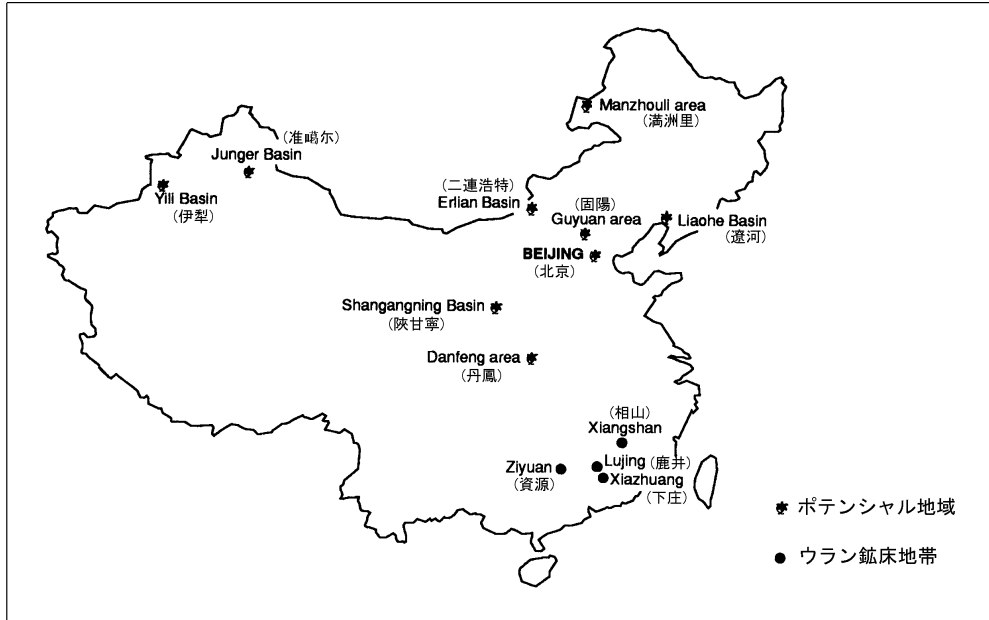 Manzhouli area
（満洲里）
（准噶尔）
Junger Basin
Yili Basin
（伊犁）
（二連浩特）
Erlian Basin
（固陽）
Guyuan area
Liaohe Basin
（遼河）
BEIJING
（北京）
Shangangning Basin
（陜甘寧）
Danfeng area
（丹鳳）
（相山）
Xiangshan
Ziyuan
（資源）
Lujing（鹿井）
Xiazhuang
（下庄）
ポテンシャル地域
ウラン鉱床地帯